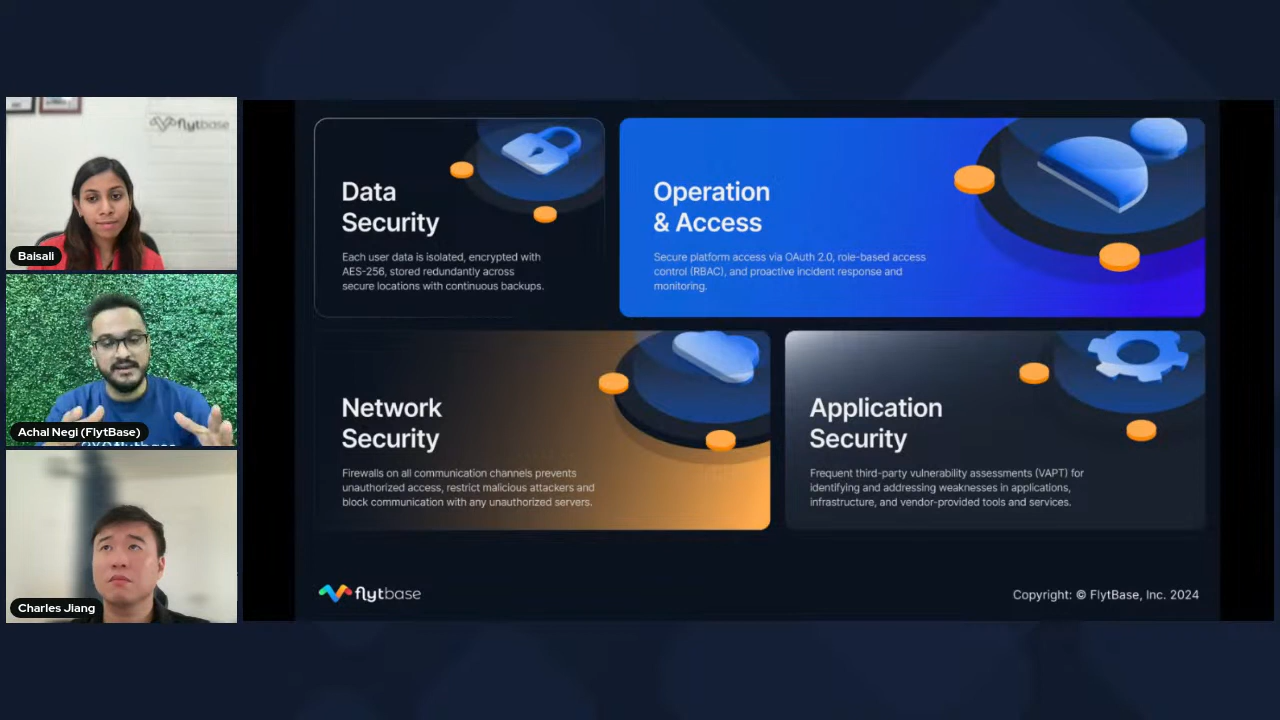 flytbase
Baisali
Achal Negi (FlytBase)
Charles Jiang
Data
Security
Each user data is isolated, encrypted with
AES-256, stored redundantly across
secure locations with continuous backups.
Operation
& Access
Secure platform access via OAuth 2.0, role-based access
control (RBAC), and proactive incident response and
monitoring.
Network
Security
Firewalls on all communication channels prevents
unauthorized access, restrict malicious attackers and
block communication with any unauthorized servers.
Application
Security
Frequent third-party vulnerability assessments (VAPT) for
identifying and addressing weaknesses in applications,
infrastructure, and vendor-provided tools and services.
flytbase
Copyright: © FlytBase, Inc. 2024